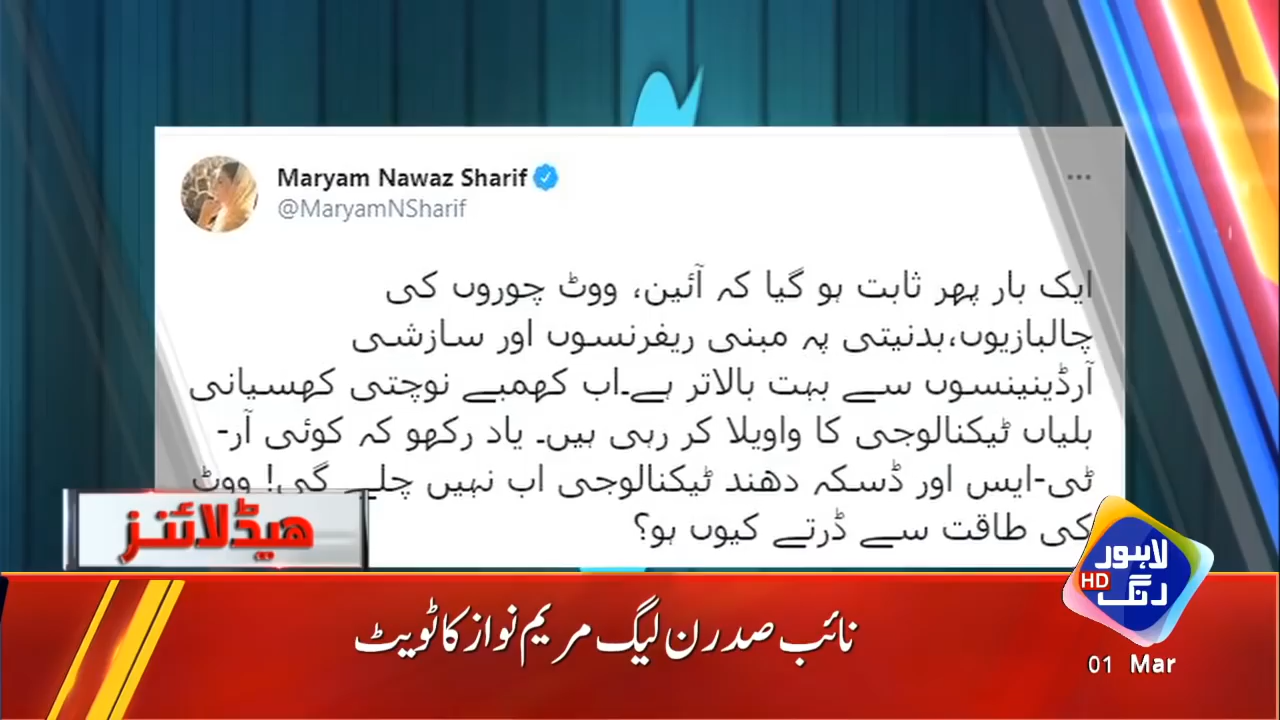 Maryam Nawaz Sharif
@MaryamNSharif
ایک بار پھر ثابت ہو گیا کہ آئین، ووٹ چوروں کی
چالبازیوں،بدنیتی پہ مبنی ریفرنسوں اور سازشی
آرڈینینسوں سے بہت بالاتر ہے۔اب کھمبے نوچتی کھسیانی
بلیاں ٹیکنالوجی کا واویلا کر رہی ہیں۔ یاد رکھو کہ کوئی آر-
ٹی-ایس اور ڈسکہ دھند ٹیکنالوجی اب نہیں چلے گی! ووٹ
کی طاقت سے ڈرتے کیوں ہو؟
ھیڈلائنز
لاہور
رنگ
HD
نائب صدر ن لیگ مریم نواز کا ٹویٹ
01 Mar